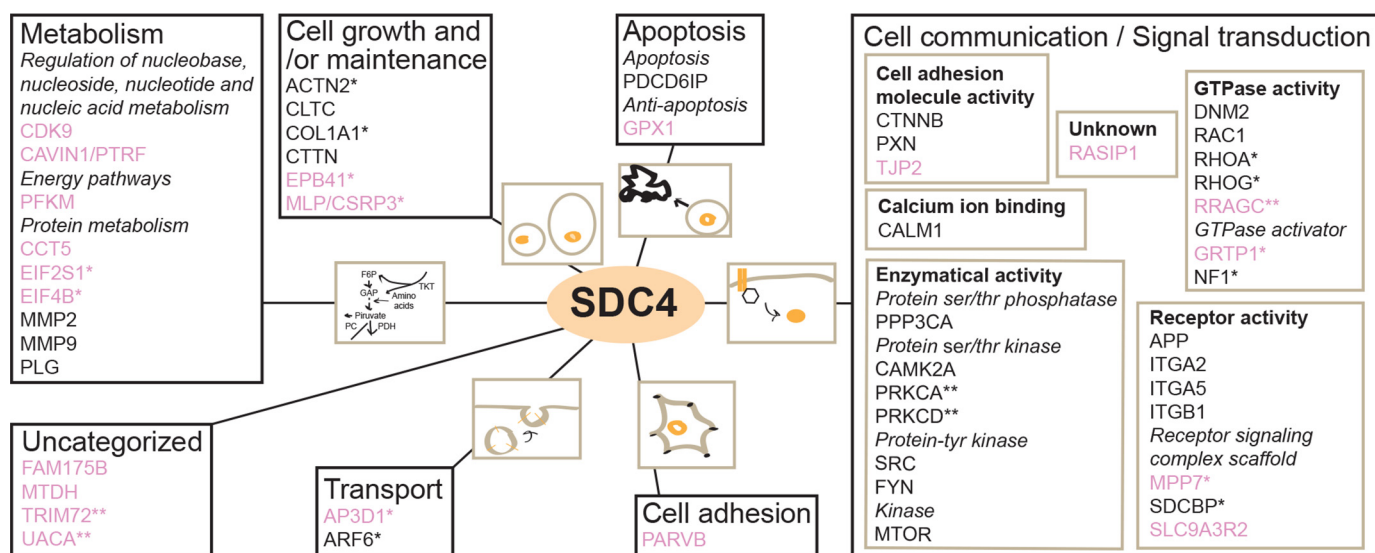 Metabolism
Regulation of nucleobase,
nucleoside, nucleotide and
nucleic acid metabolism
CDK9
CAVIN1/PTRF
Energy pathways
PFKM
Protein metabolism
CCT5
EIF2S1*
EIF4B*
MMP2
MMP9
PLG
Cell growth and
/or maintenance
ACTN2*
CLTC
COL1A1*
CTTN
EPB41*
MLP/CSRP3*
Apoptosis
Apoptosis
PDCD6IP
Anti-apoptosis
GPX1
Cell communication / Signal transduction
Cell adhesion
molecule activity
CTNNB
PXN
TJP2
Unknown
RASIP1
GTPase activity
DNM2
RAC1
RHOA*
RHOG*
RRAGC**
GTPase activator
GRTP1*
NF1*
Calcium ion binding
CALM1
Enzymatical activity
Protein ser/thr phosphatase
PPP3CA
Protein ser/thr kinase
CAMK2A
PRKCA**
PRKCD**
Protein-tyr kinase
SRC
FYN
Kinase
MTOR
Receptor activity
APP
ITGA2
ITGA5
ITGB1
Receptor signaling
complex scaffold
MPP7*
SDCBP*
SLC9A3R2
F6P
TKT
GAP
Amino
acids
Piruvate
PC
PDH
SDC4
Uncategorized
FAM175B
MTDH
TRIM72**
UACA**
Transport
AP3D1*
ARF6*
Cell adhesion
PARVB